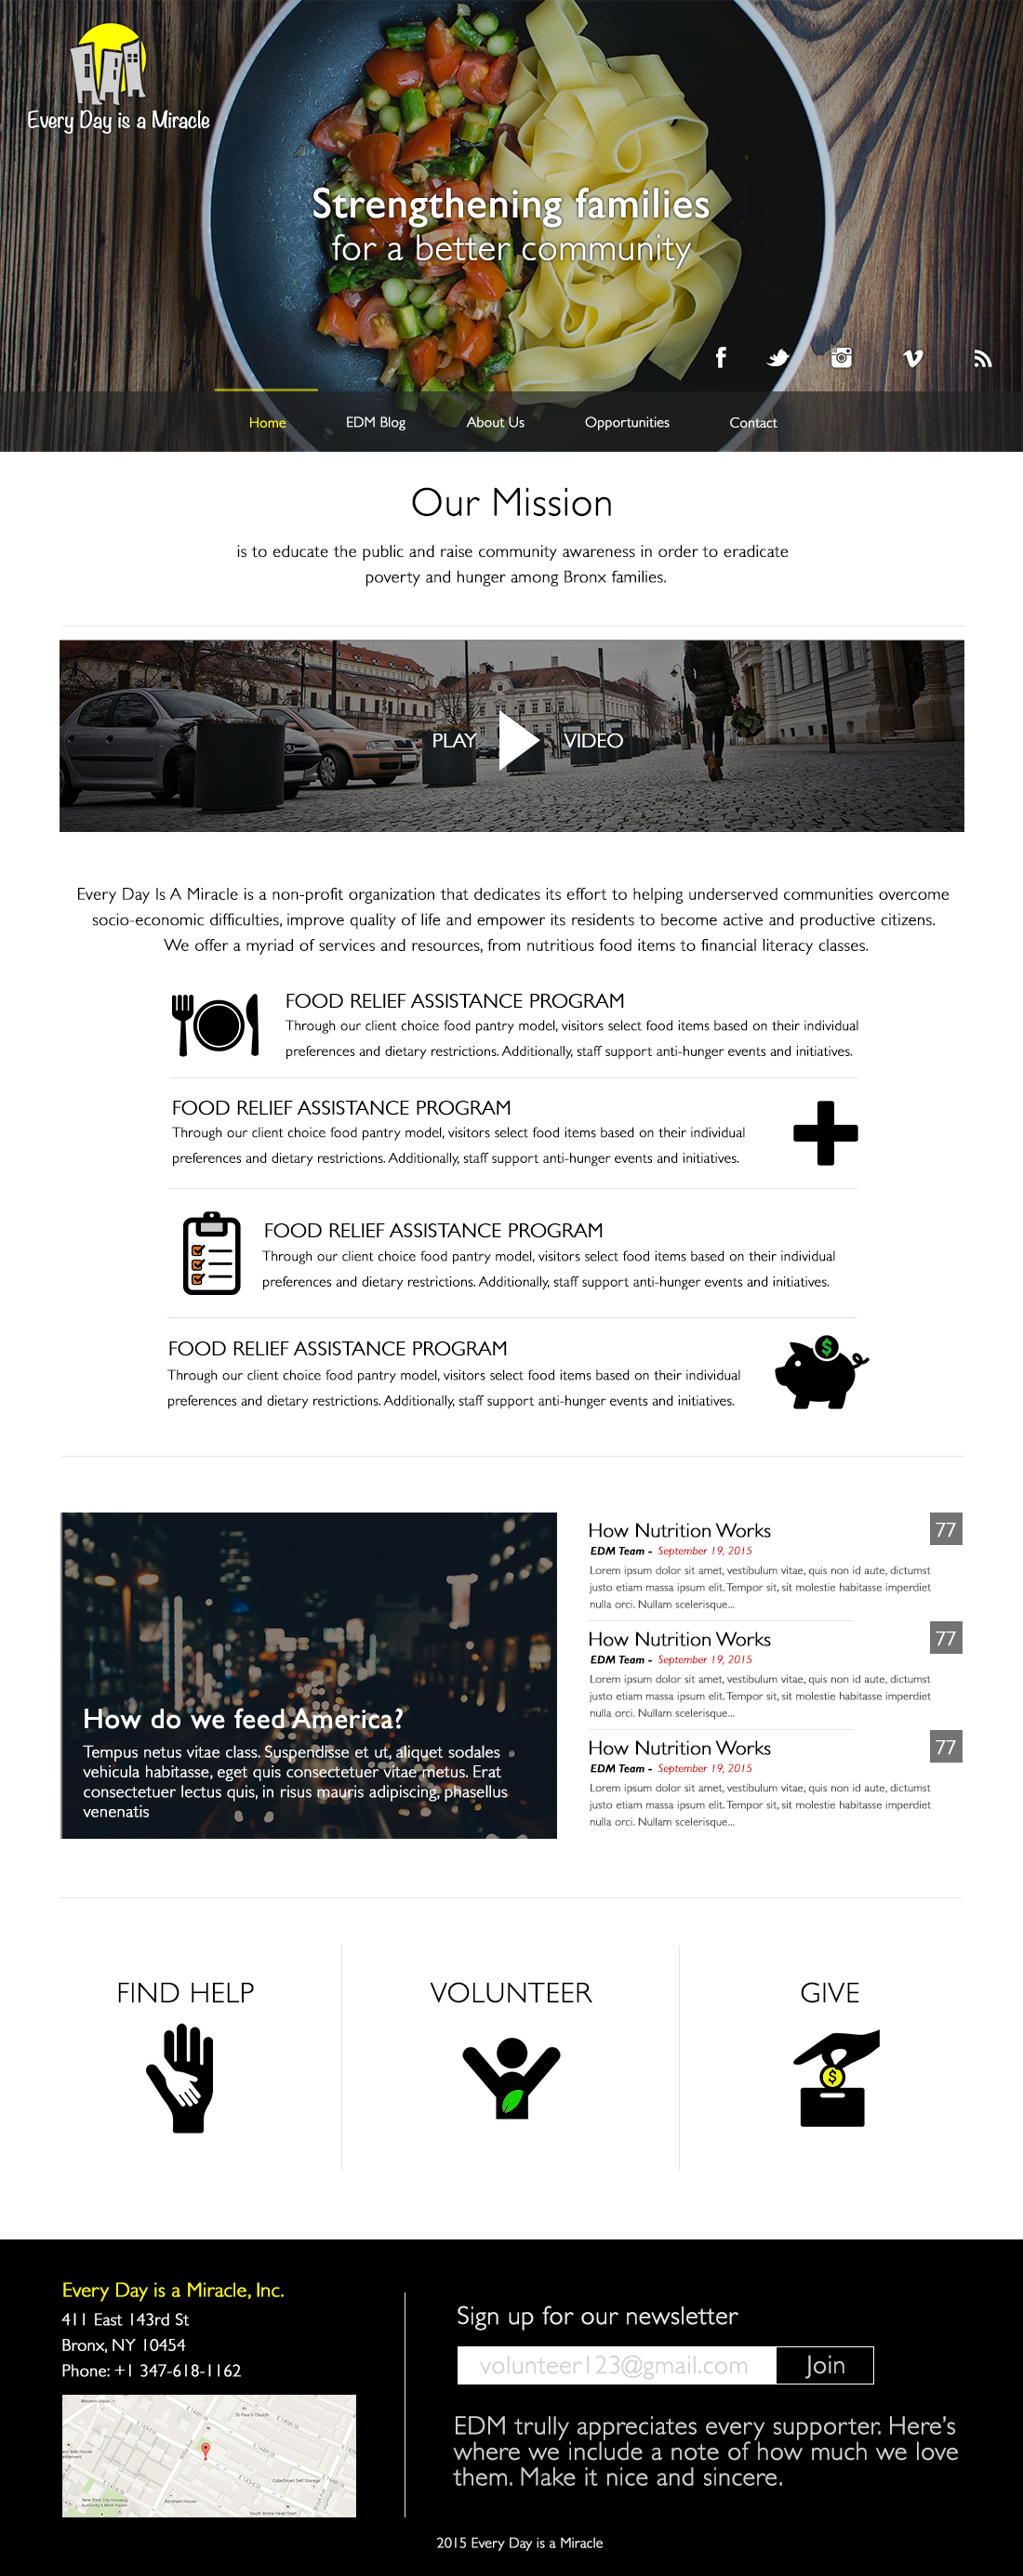 Every Day is a Miracle
Strengthening families
for a better community
Home EDM Blog About Us Opportunities Contact
Our Mission
is to educate the public and raise community awareness in order to eradicate
poverty and hunger among Bronx families.
PLAY VIDEO
Every Day Is A Miracle is a non-profit organization that dedicates its effort to helping underserved communities overcome
socio-economic difficulties, improve quality of life and empower its residents to become active and productive citizens.
We offer a myriad of services and resources, from nutritious food items to financial literacy classes.
FOOD RELIEF ASSISTANCE PROGRAM
Through our client choice food pantry model, visitors select food items based on their individual
preferences and dietary restrictions. Additionally, staff support anti-hunger events and initiatives.
FOOD RELIEF ASSISTANCE PROGRAM
Through our client choice food pantry model, visitors select food items based on their individual
preferences and dietary restrictions. Additionally, staff support anti-hunger events and initiatives.
FOOD RELIEF ASSISTANCE PROGRAM
Through our client choice food pantry model, visitors select food items based on their individual
preferences and dietary restrictions. Additionally, staff support anti-hunger events and initiatives.
FOOD RELIEF ASSISTANCE PROGRAM
Through our client choice food pantry model, visitors select food items based on their individual
preferences and dietary restrictions. Additionally, staff support anti-hunger events and initiatives.
$
How do we feed America?
Tempus netus vitae class. Suspendisse et ut, aliquet sodales
vehicula habitasse, eget quis consectetuer vitae metus. Erat
consectetuer lectus quis, in risus mauris adipiscing, phasellus
venenatis
How Nutrition Works 77
EDM Team - September 19, 2015
Lorem ipsum dolor sit amet, vestibulum vitae, quis non id aute, dictumst
justo etiam massa ipsum elit. Tempor sit, sit molestie habitasse imperdiet
nulla orci. Nullam scelerisque...
How Nutrition Works 77
EDM Team - September 19, 2015
Lorem ipsum dolor sit amet, vestibulum vitae, quis non id aute, dictumst
justo etiam massa ipsum elit. Tempor sit, sit molestie habitasse imperdiet
nulla orci. Nullam scelerisque...
How Nutrition Works 77
EDM Team - September 19, 2015
Lorem ipsum dolor sit amet, vestibulum vitae, quis non id aute, dictumst
justo etiam massa ipsum elit. Tempor sit, sit molestie habitasse imperdiet
nulla orci. Nullam scelerisque...
FIND HELP
VOLUNTEER
GIVE
$
Every Day is a Miracle, Inc.
411 East 143rd St
Bronx, NY 10454
Phone: +1 347-618-1162
St Pius V Church
CubeSmart Self Storage
Abraham House
New York City Housing
Authority's Mott Haven
South Bronx Head Start
Sign up for our newsletter
volunteer123@gmail.com Join
EDM trully appreciates every supporter. Here's
where we include a note of how much we love
them. Make it nice and sincere.
2015 Every Day is a Miracle